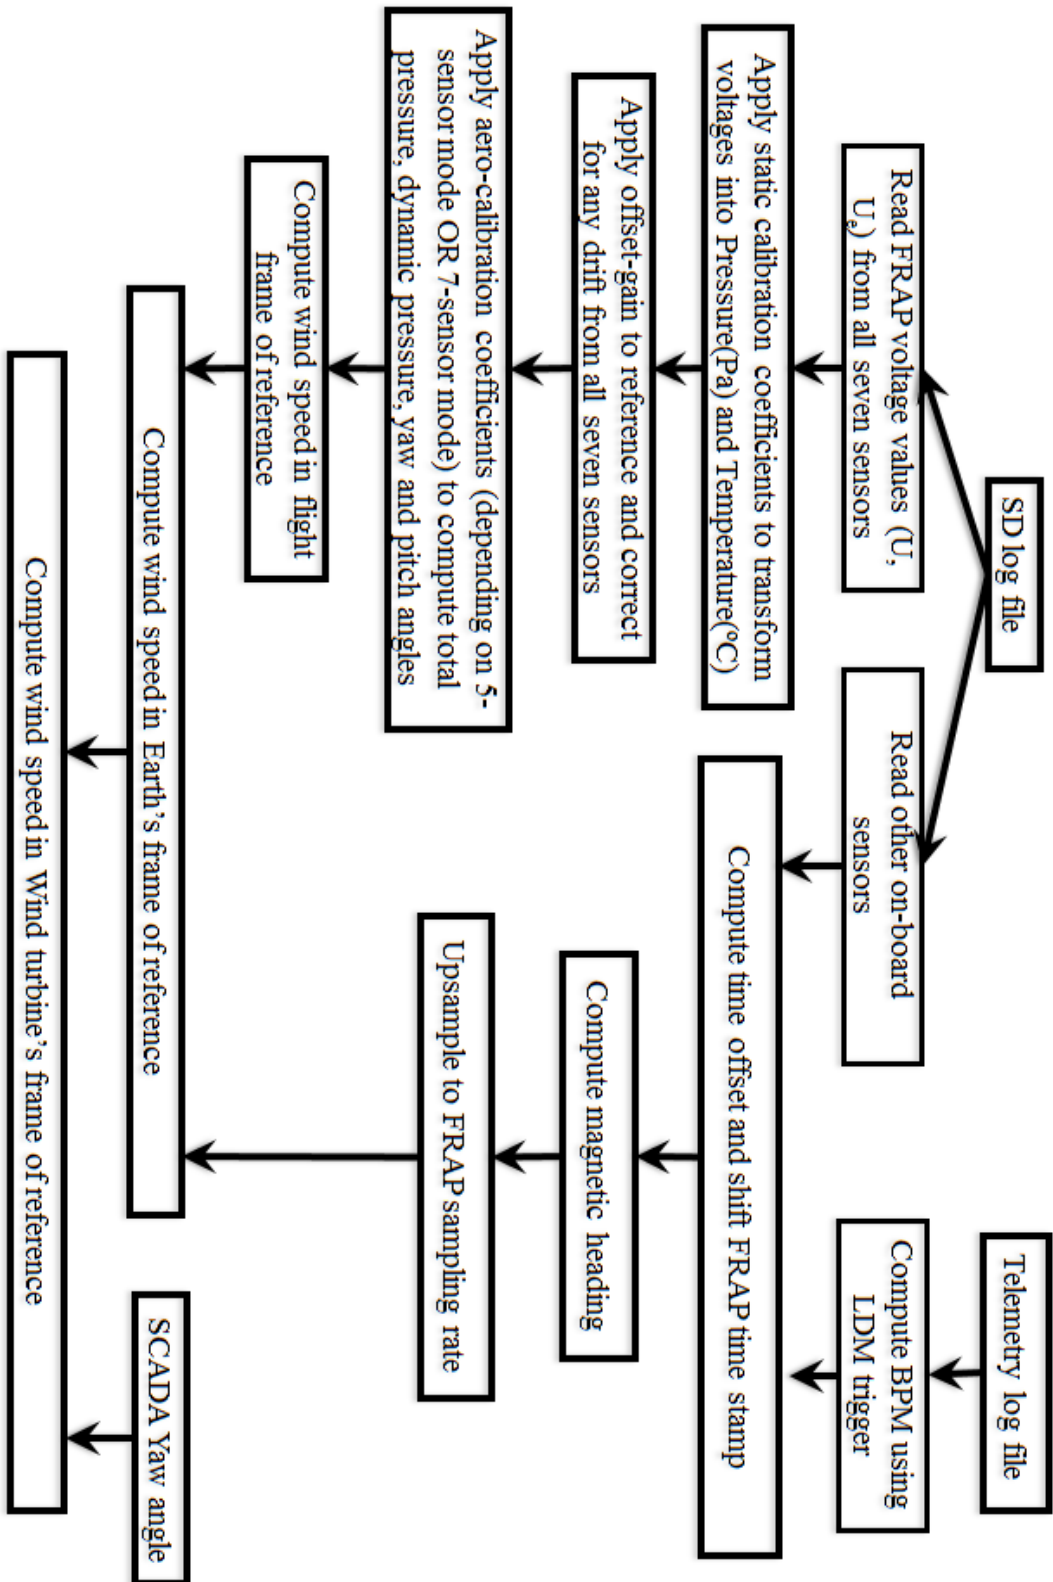 SD log file
Telemetry log file
Read FRAP voltage values (U,
Uₑ) from all seven sensors
Read other on-board
sensors
Compute BPM using
LDM trigger
Apply static calibration coefficients to transform
voltages into Pressure(Pa) and Temperature(°C)
Compute time offset and shift FRAP time stamp
Apply offset-gain to reference and correct
for any drift from all seven sensors
Compute magnetic heading
Apply aero-calibration coefficients (depending on 5-
sensor mode OR 7-sensor mode) to compute total
pressure, dynamic pressure, yaw and pitch angles
Upsample to FRAP sampling rate
Compute wind speed in flight
frame of reference
Compute wind speed in Earth's frame of reference
SCADA Yaw angle
Compute wind speed in Wind turbine's frame of reference